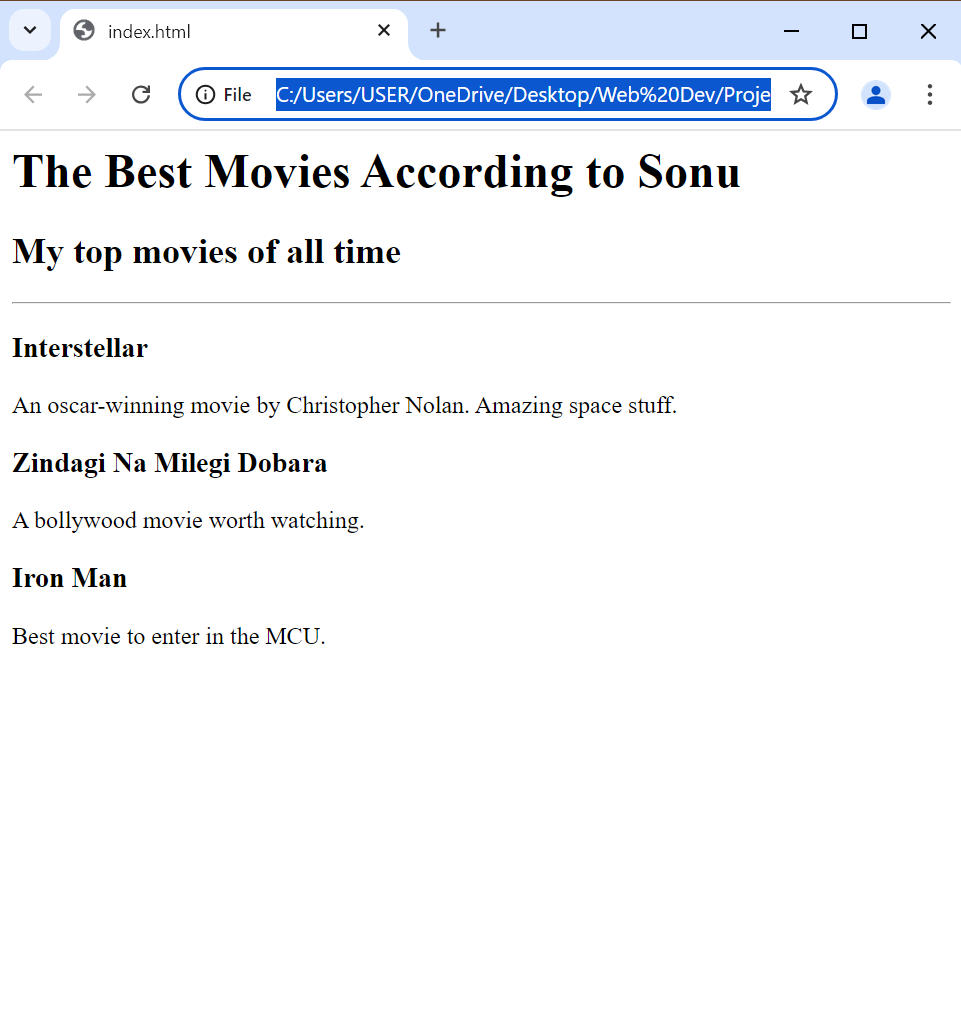 index.html
File C:/Users/USER/OneDrive/Desktop/Web%20Dev/Proje
The Best Movies According to Sonu
My top movies of all time
Interstellar
An oscar-winning movie by Christopher Nolan. Amazing space stuff.
Zindagi Na Milegi Dobara
A bollywood movie worth watching.
Iron Man
Best movie to enter in the MCU.